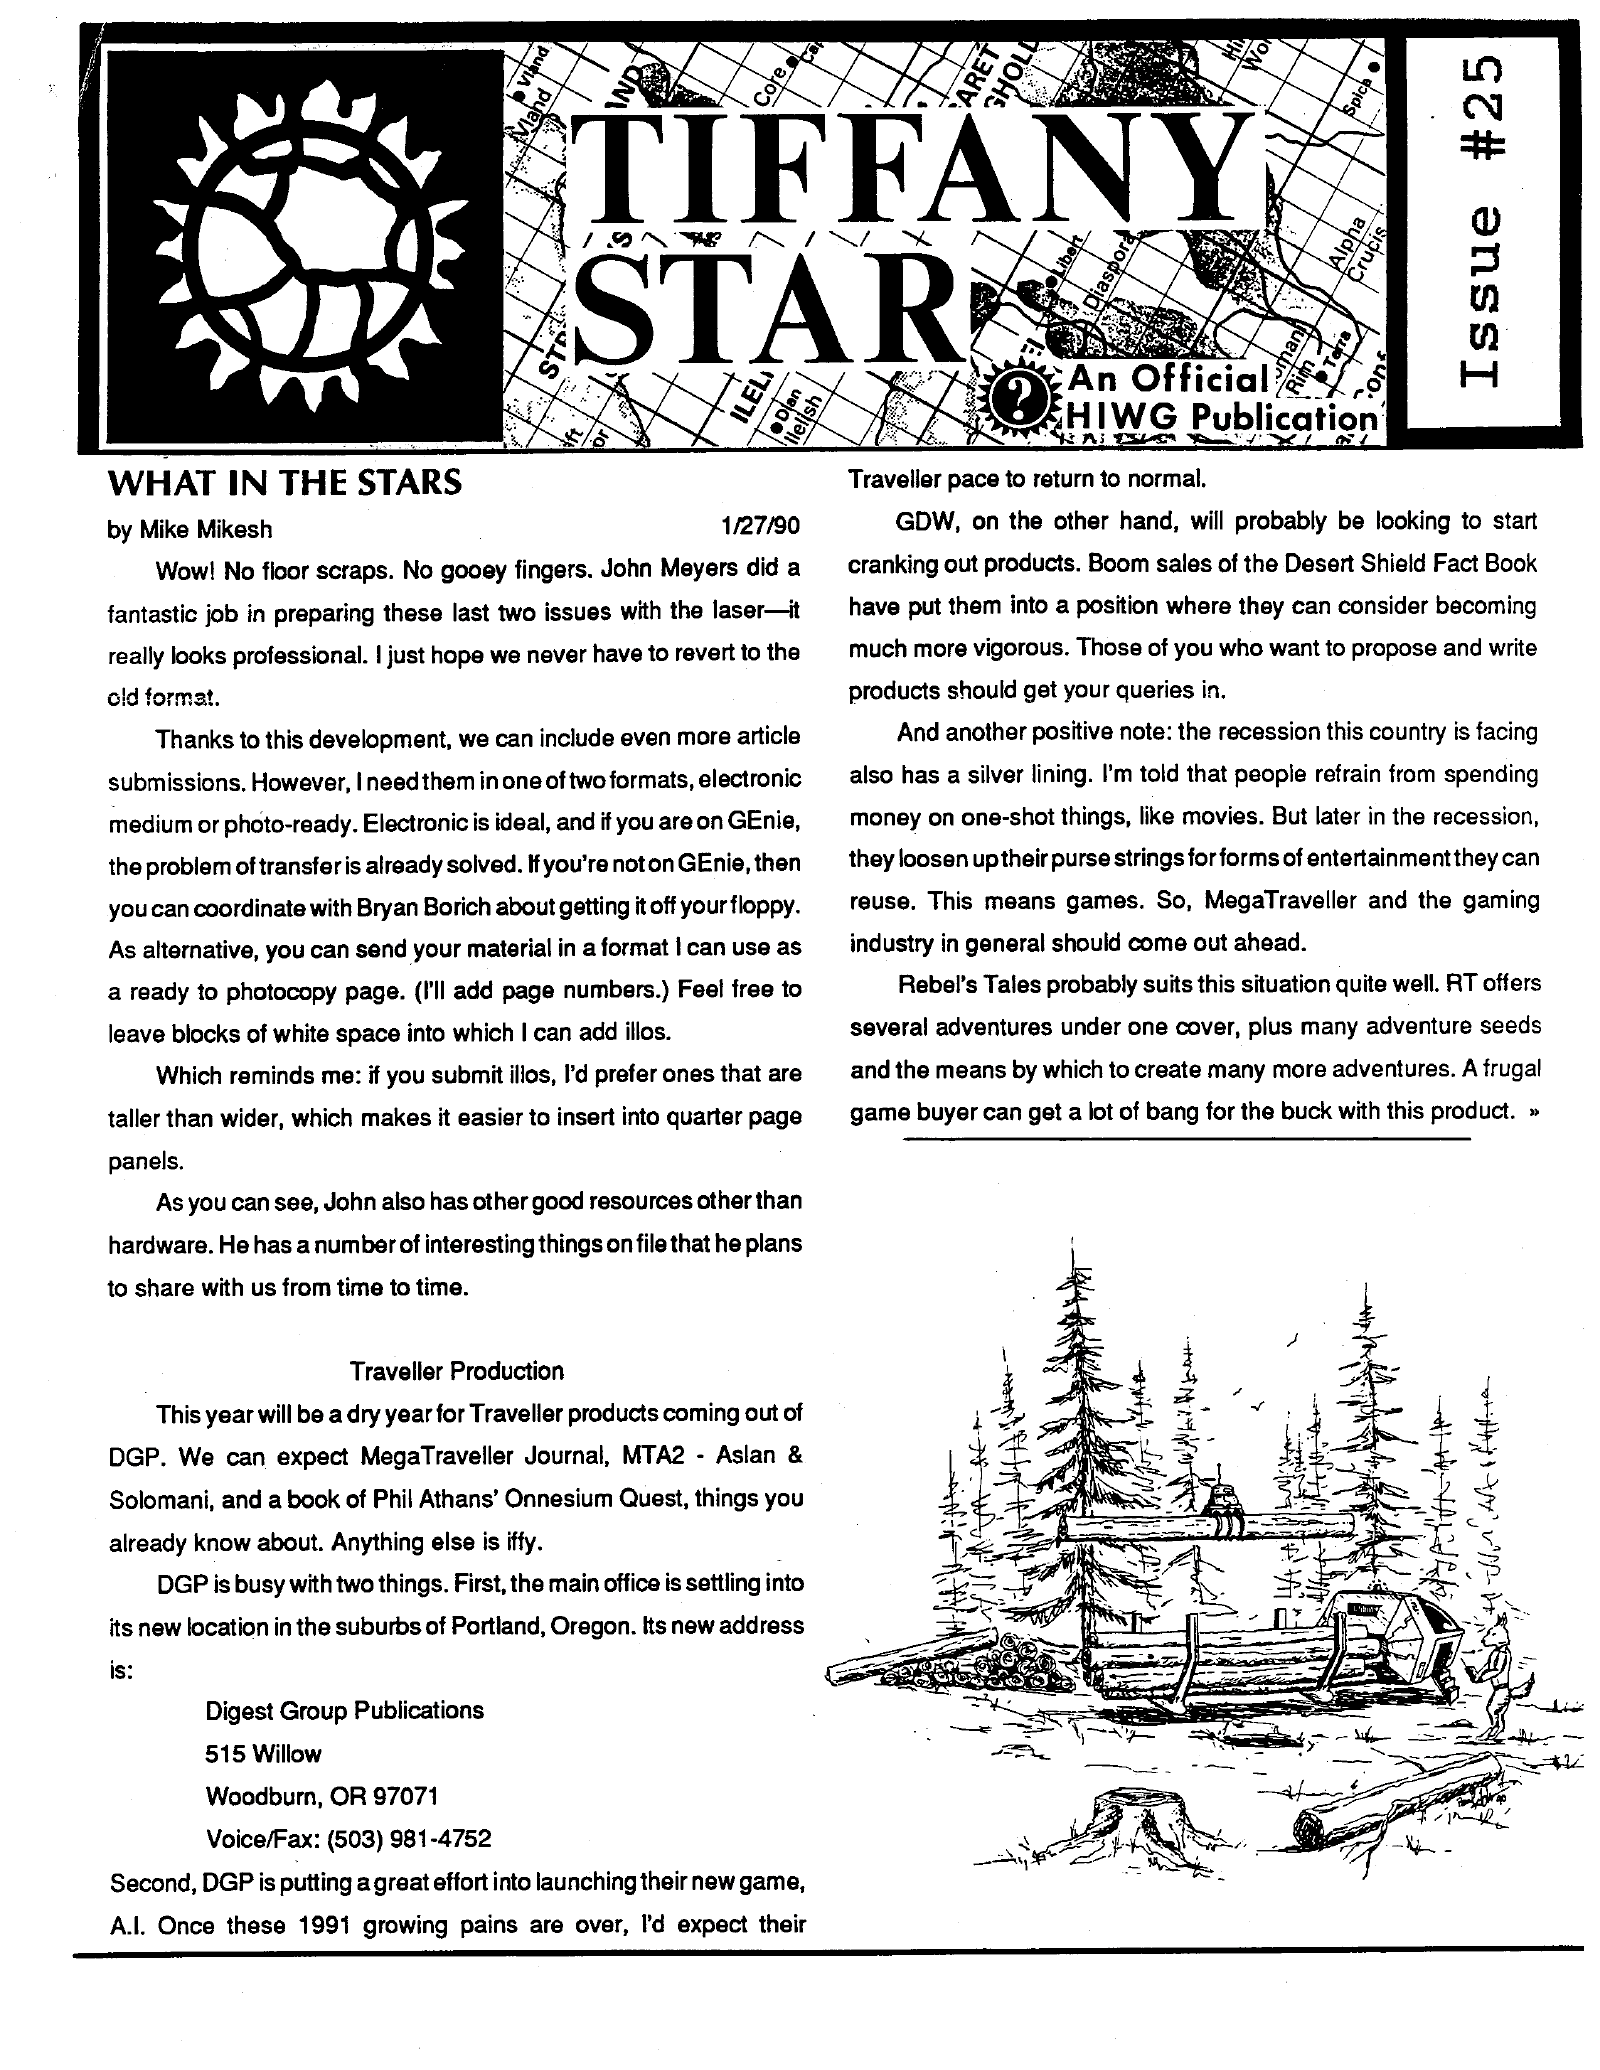 Vland
Vland
Core
Spica
TIFFANY
STAR
Libert
Diaspora
Alpha
Crucis
Rim
Terra
Dlan
Ilelish
An Official
HIWG Publication
?
Issue #25
WHAT IN THE STARS
by Mike Mikesh 1/27/90
Wow! No floor scraps. No gooey fingers. John Meyers did a
fantastic job in preparing these last two issues with the laser—it
really looks professional. I just hope we never have to revert to the
old format.
Thanks to this development, we can include even more article
submissions. However, I need them in one of two formats, electronic
medium or photo-ready. Electronic is ideal, and if you are on GEnie,
the problem of transfer is already solved. If you're not on GEnie, then
you can coordinate with Bryan Borich about getting it off your floppy.
As alternative, you can send your material in a format I can use as
a ready to photocopy page. (I'll add page numbers.) Feel free to
leave blocks of white space into which I can add illos.
Which reminds me: if you submit illos, I'd prefer ones that are
taller than wider, which makes it easier to insert into quarter page
panels.
As you can see, John also has other good resources other than
hardware. He has a number of interesting things on file that he plans
to share with us from time to time.
Traveller Production
This year will be a dry year for Traveller products coming out of
DGP. We can expect MegaTraveller Journal, MTA2 - Aslan &
Solomani, and a book of Phil Athans' Onnesium Quest, things you
already know about. Anything else is iffy.
DGP is busy with two things. First, the main office is settling into
its new location in the suburbs of Portland, Oregon. Its new address
is:
Digest Group Publications
515 Willow
Woodburn, OR 97071
Voice/Fax: (503) 981-4752
Second, DGP is putting a great effort into launching their new game,
A.I. Once these 1991 growing pains are over, I'd expect their
Traveller pace to return to normal.
GDW, on the other hand, will probably be looking to start
cranking out products. Boom sales of the Desert Shield Fact Book
have put them into a position where they can consider becoming
much more vigorous. Those of you who want to propose and write
products should get your queries in.
And another positive note: the recession this country is facing
also has a silver lining. I'm told that people refrain from spending
money on one-shot things, like movies. But later in the recession,
they loosen up their purse strings for forms of entertainment they can
reuse. This means games. So, MegaTraveller and the gaming
industry in general should come out ahead.
Rebel's Tales probably suits this situation quite well. RT offers
several adventures under one cover, plus many adventure seeds
and the means by which to create many more adventures. A frugal
game buyer can get a lot of bang for the buck with this product. »